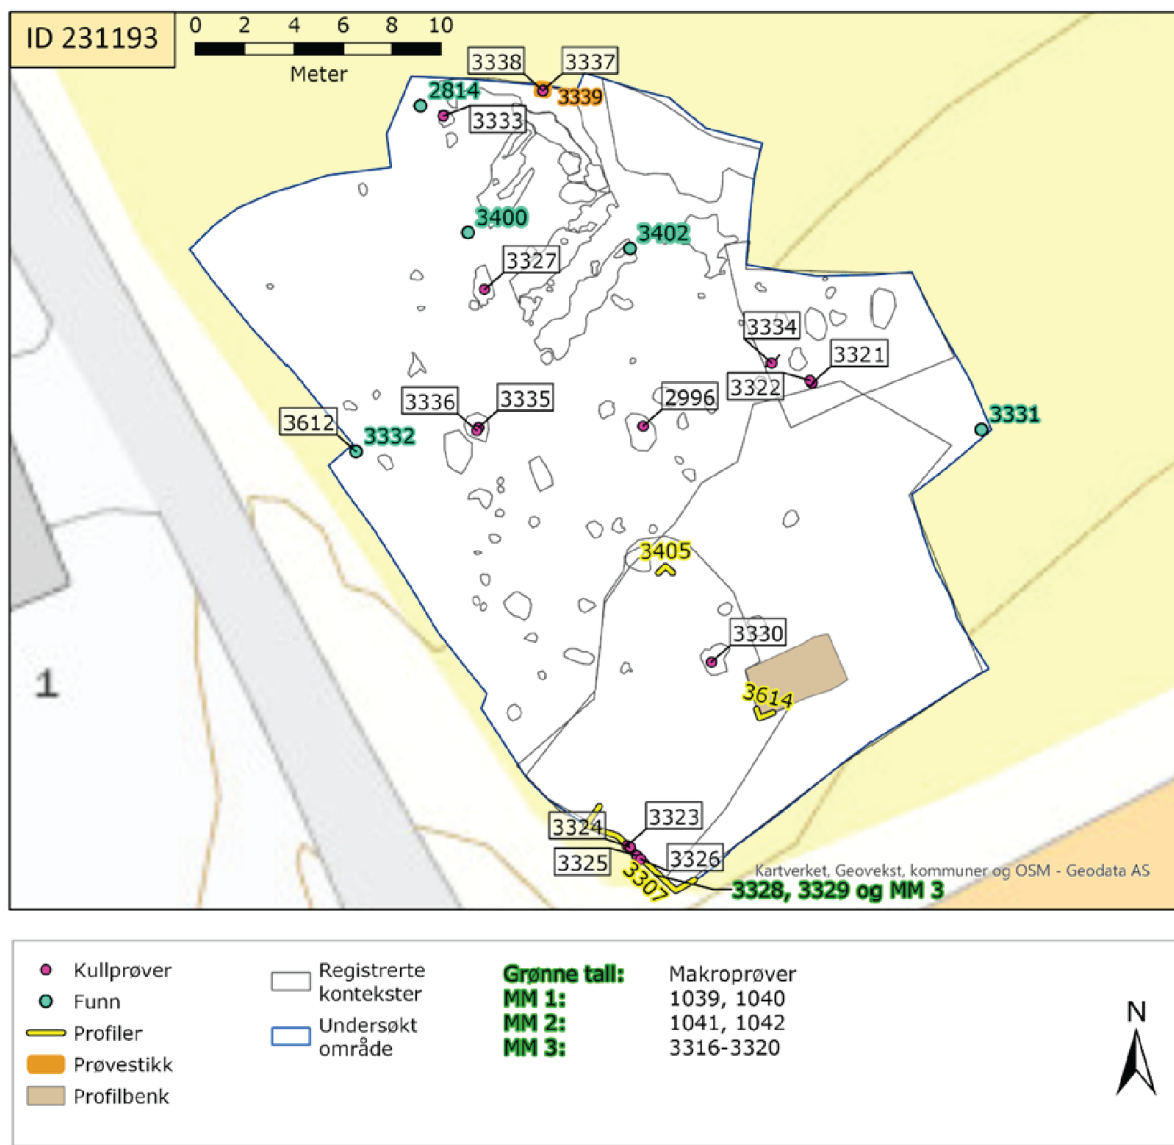 ID 231193
0 2 4 6 8 10
Meter
3338 3337
2814
3339
3333
3400
3402
3327
3334
3321
3322
3336 3335
2996
3612
3332
3331
3405
3330
3614
1
3324 3323
3325 3326
3307
Kartverket, Geovekst, kommuner og OSM - Geodata AS
3328, 3329 og MM 3
Kullprøver
Funn
Profiler
Prøvestikk
Profilbenk
Registrerte
kontekster
Undersøkt
område
Grønne tall: Makroprøver
MM 1: 1039, 1040
MM 2: 1041, 1042
MM 3: 3316-3320
N